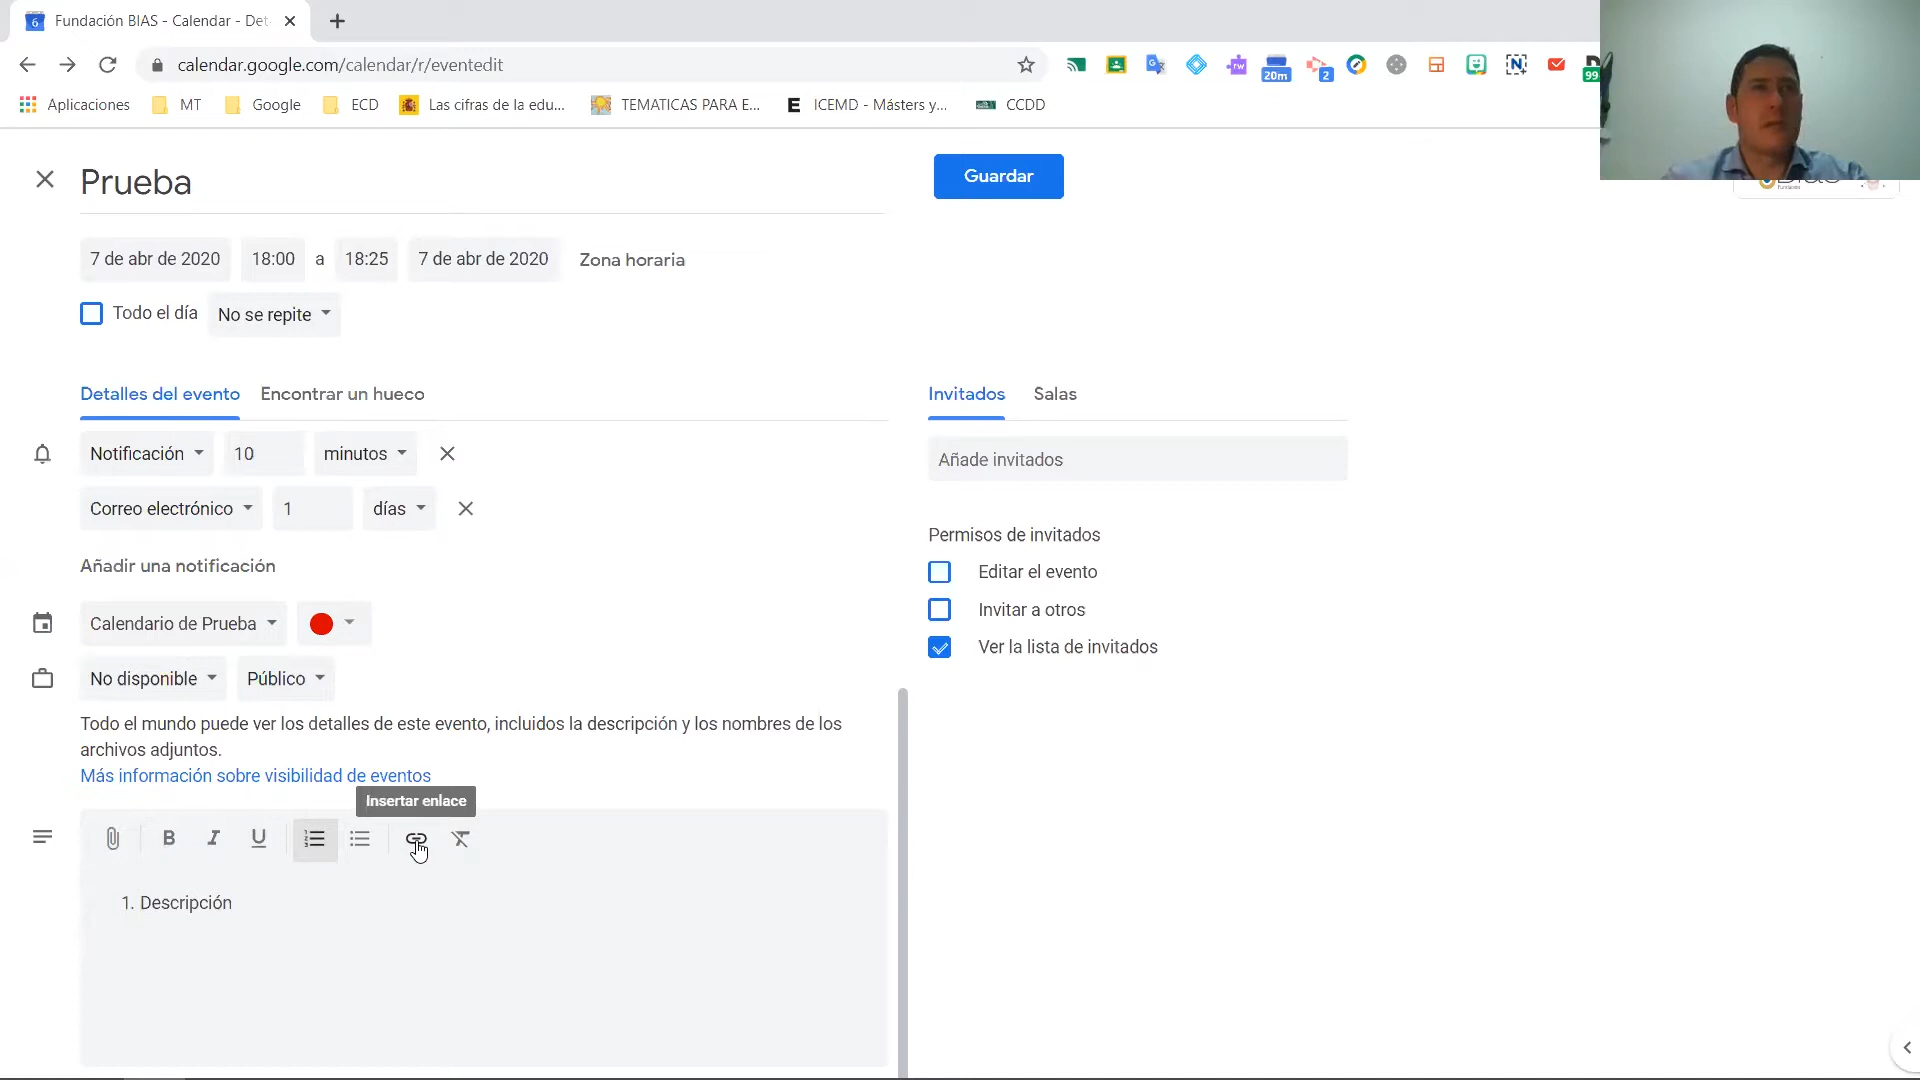 Fundación BIAS - Calendar - Det
calendar.google.com/calendar/r/eventedit
20m
2
99
Aplicaciones
MT
Google
ECD
Las cifras de la edu...
TEMATICAS PARA E...
ICEMD - Másters y...
CCDD
Prueba
Guardar
7 de abr de 2020
18:00
a
18:25
7 de abr de 2020
Zona horaria
Todo el día
No se repite
Detalles del evento
Encontrar un hueco
Invitados
Salas
Notificación
10
minutos
Añade invitados
Correo electrónico
1
días
Permisos de invitados
Añadir una notificación
Editar el evento
Invitar a otros
Calendario de Prueba
Ver la lista de invitados
No disponible
Público
Todo el mundo puede ver los detalles de este evento, incluidos la descripción y los nombres de los
archivos adjuntos.
Más información sobre visibilidad de eventos
Insertar enlace
B I U
1. Descripción